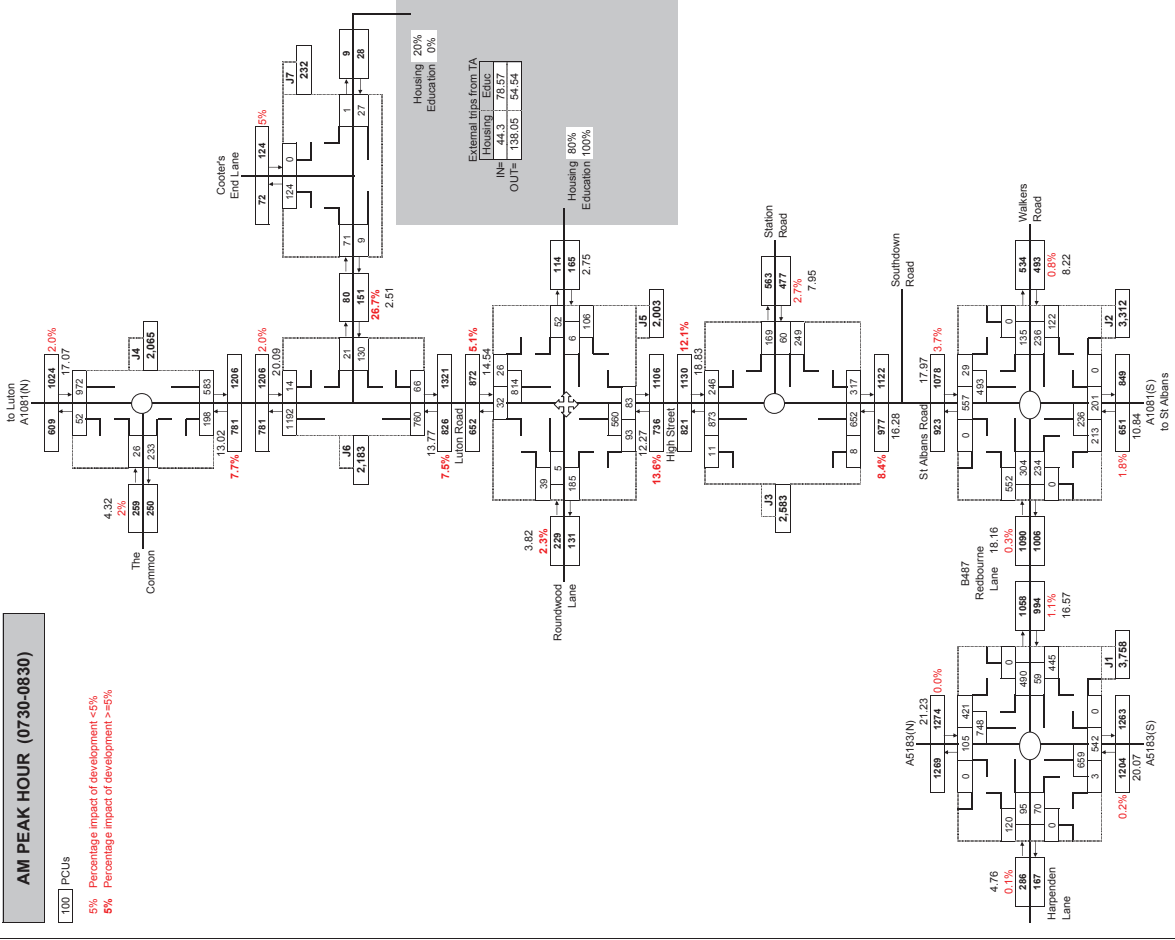 AM PEAK HOUR (0730-0830)
100 PCUs
5% Percentage impact of development <5%
5% Percentage impact of development >=5%
to Luton
A1081(N)
609 1024 2.0%
17.07
52 972
J4
2,065
26
233
198 583
4.32
2%
259
250
The
Common
13.02
781 1206
7.7%
781 1206 2.0%
20.09
1192 14
21
130
J6
2,183
760 66
13.77
826 1321
7.5%
Luton Road
80
151
26.7%
2.51
Cooter's
End Lane
72 124 5%
124 0
J7
232
71
9
1
27
9
28
Housing 20%
Education 0%
External trips from TA
Housing Educ
IN= 44.3 78.57
OUT= 138.05 54.54
Housing 80%
Education 100%
652 872 5.1%
14.54
32 814 26
39 5
185
52
6 106
J5
2,003
93 560 83
12.27
736 1106
13.6%
High Street
3.82
2.3%
229
131
Roundwood
Lane
114
165
2.75
821 1130 12.1%
18.83
11 873 246
169
60
249
J3
2,583
8 652 317
977 1122
8.4%
16.28
Station
Road
563
477
2.7%
7.95
Southdown
Road
St Albans Road
17.97
923 1078 3.7%
0 557 493 29
552 304
234
0
0
135
236
122
J2
3,312
213 236 201 0
651 849
1.8%
10.84
A1081(S)
to St Albans
Walkers
Road
534
493
0.8%
8.22
B487
Redbourne
Lane
18.16
0.3%
1090
1006
1058
994
1.1%
16.57
A5183(N)
21.23
1269 1274 0.0%
0 105 748 421
120 95
70
0
0
490
59
445
J1
3,758
3 659 542 0
1204 1263
0.2%
20.07
A5183(S)
4.76
0.1%
286
167
Harpenden
Lane